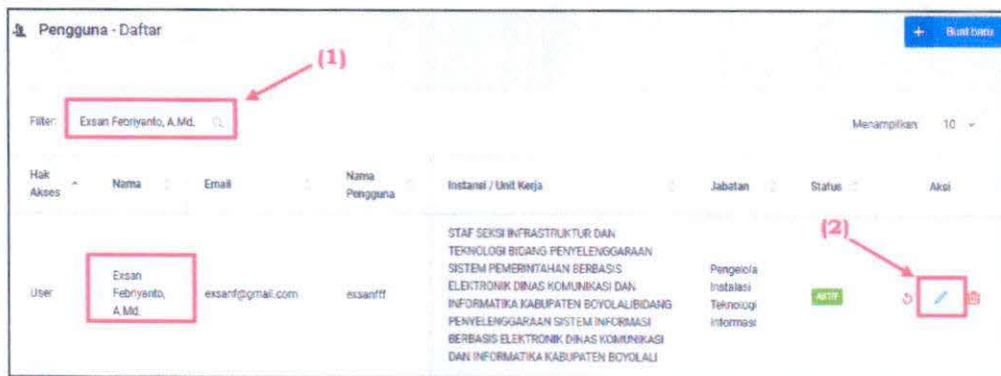 Pengguna - Daftar
+ Buat baru
(1)
Filter: Exsan Febriyanto, A.Md.
Menampilkan 10
Hak Akses
Nama
Email
Nama Pengguna
Instansi / Unit Kerja
Jabatan
Status
Aksi
(2)
User
Exsan
Febriyanto,
A.Md.
exsanf@gmail.com
exsanfff
STAF SEKSI INFRASTRUKTUR DAN
TEKNOLOGI BIDANG PENYELENGGARAAN
SISTEM PEMERINTAHAN BERBASIS
ELEKTRONIK DINAS KOMUNIKASI DAN
INFORMATIKA KABUPATEN BOYOLALIBIDANG
PENYELENGGARAAN SISTEM INFORMASI
BERBASIS ELEKTRONIK DINAS KOMUNIKASI
DAN INFORMATIKA KABUPATEN BOYOLALI
Pengelola
Instalasi
Teknologi
Informasi
AKTIF